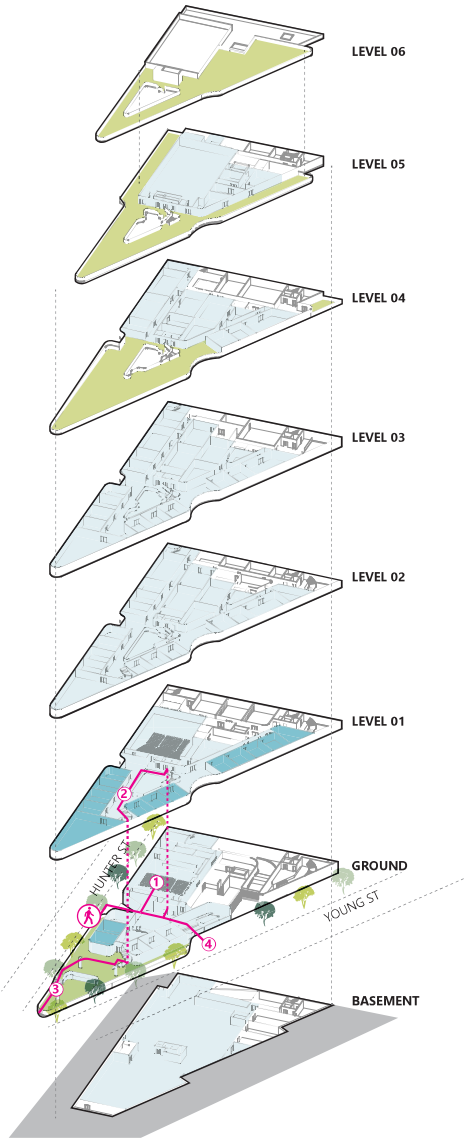 LEVEL 06
LEVEL 05
LEVEL 04
LEVEL 03
LEVEL 02
LEVEL 01
2
HUNTER ST
GROUND
1
YOUNG ST
4
3
BASEMENT